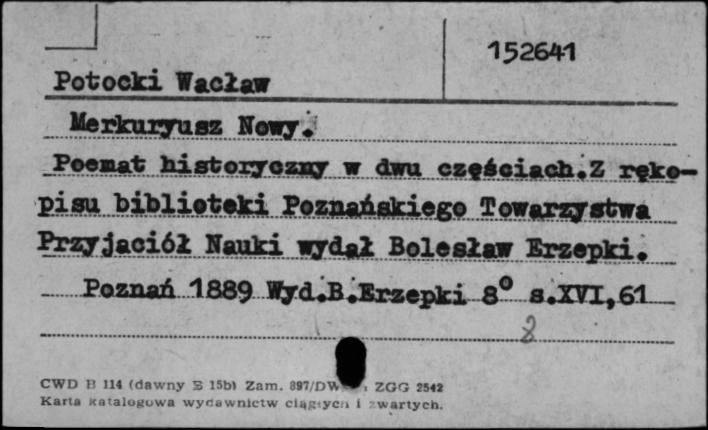 152641
Potocki Wacław
Merkuryusz Nowy.
Poemat historyczny w dwu częściach.Z ręko-
pisu biblioteki Poznańskiego Towarzystwa
Przyjaciół Nauki wydał Bolesław Erzepki.
Poznań 1889 Wyd.B.Erzepki 8° s.XVI,61
2
CWD B 114 (dawny B 15b) Zam. 897/DW ZGG 2542
Karta katalogowa wydawnictw ciągłych i zwartych.